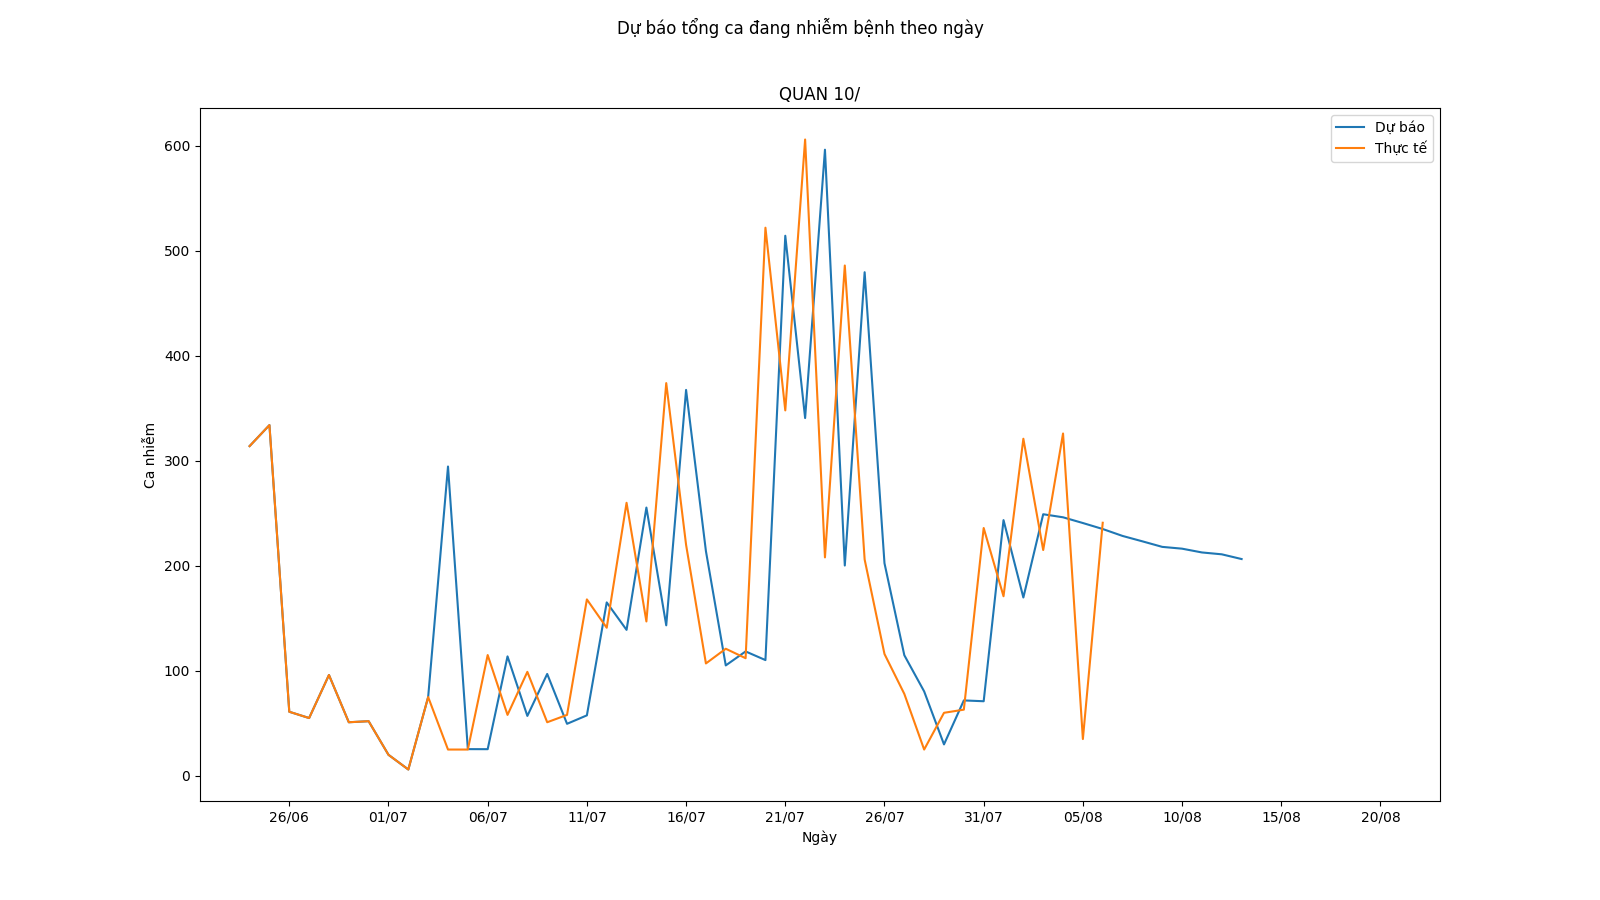 Dự báo tổng ca đang nhiễm bệnh theo ngày
QUAN 10/
Dự báo
Thực tế
600
500
400
300
200
100
0
Ca nhiễm
26/06 01/07 06/07 11/07 16/07 21/07 26/07 31/07 05/08 10/08 15/08 20/08
Ngày